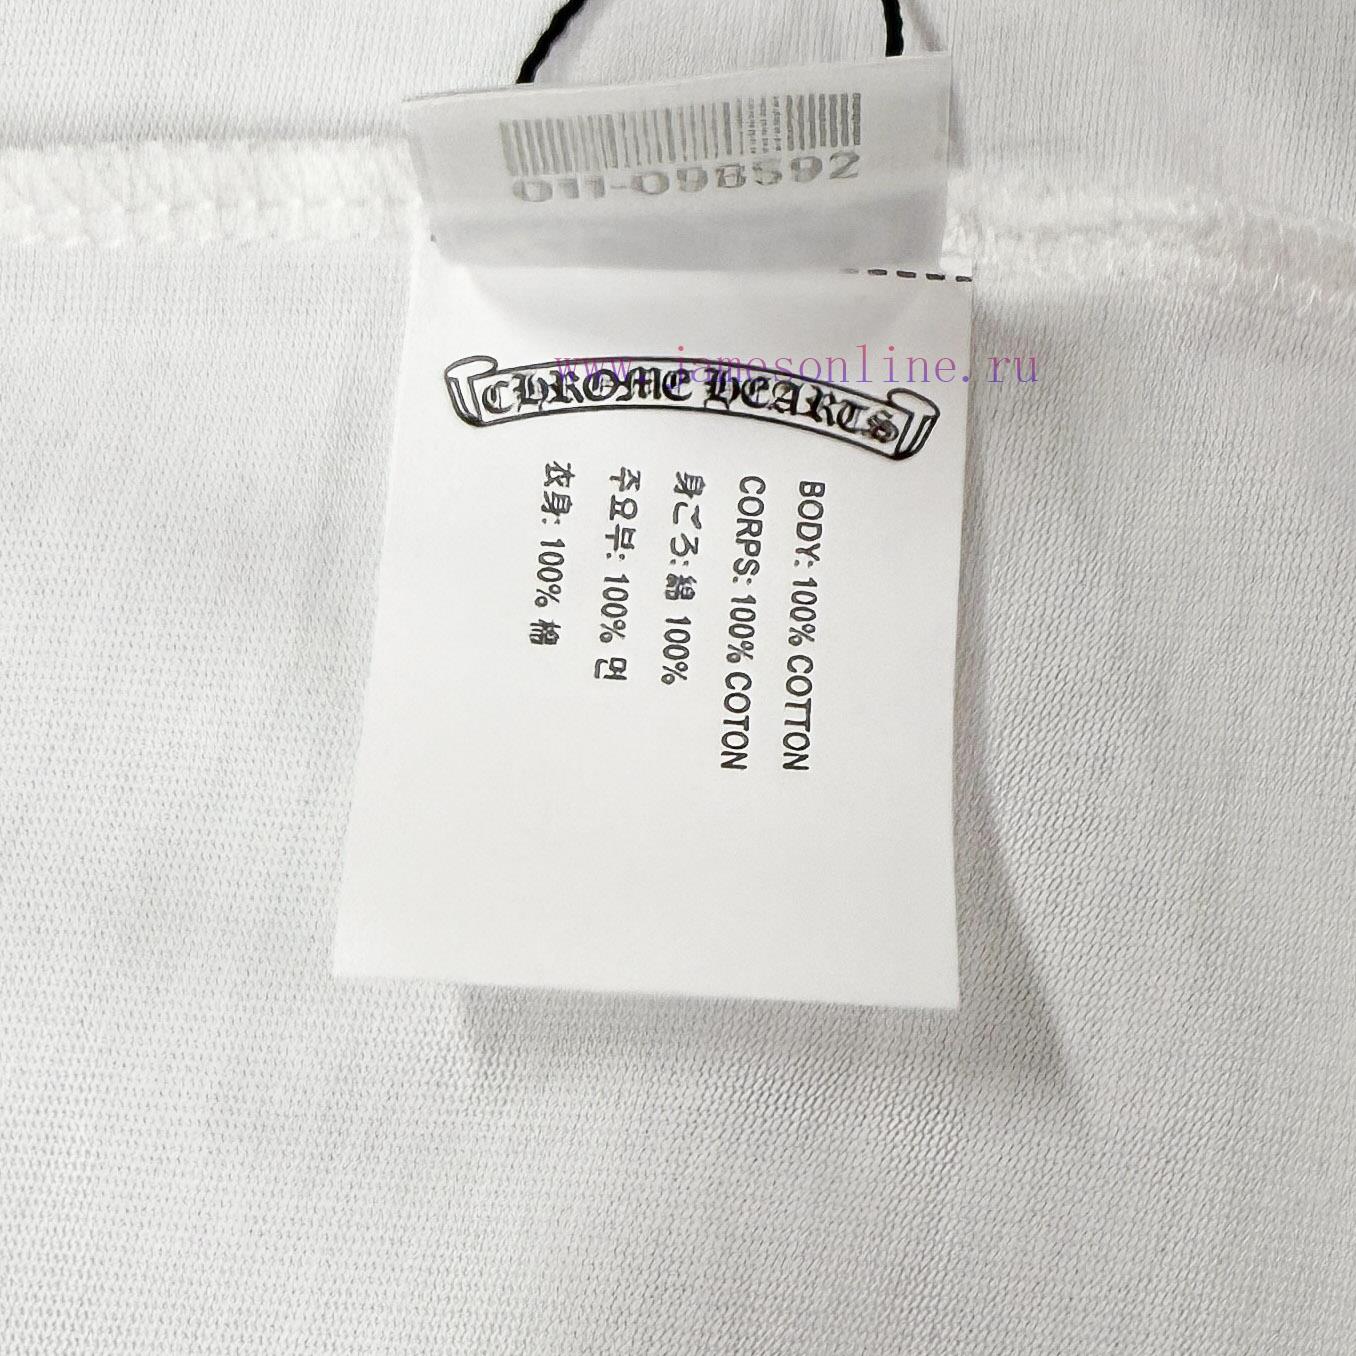 011-098592
www.jamesonline.ru
CHROME HEARTS
BODY: 100% COTTON
CORPS: 100% COTON
身ごろ: 綿 100%
주요부: 100% 면
衣身: 100% 棉